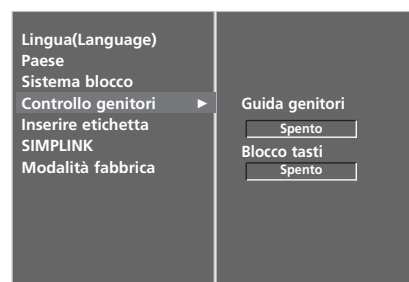 Lingua(Language)
Paese
Sistema blocco
Controllo genitori ►
Inserire etichetta
SIMPLINK
Modalità fabbrica
Guida genitori
Spento
Blocco tasti
Spento